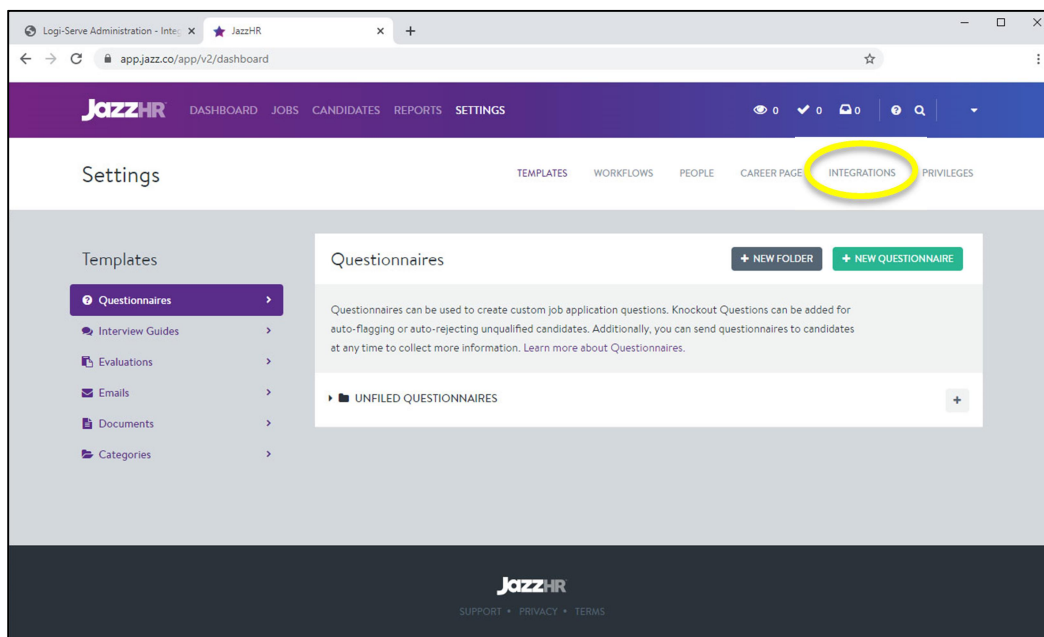 Logi-Serve Administration - Integ
JazzHR
app.jazz.co/app/v2/dashboard
JazzHR DASHBOARD JOBS CANDIDATES REPORTS SETTINGS 0 0 0
Settings TEMPLATES WORKFLOWS PEOPLE CAREER PAGE INTEGRATIONS PRIVILEGES
Templates
Questionnaires
Interview Guides
Evaluations
Emails
Documents
Categories
Questionnaires + NEW FOLDER + NEW QUESTIONNAIRE
Questionnaires can be used to create custom job application questions. Knockout Questions can be added for
auto-flagging or auto-rejecting unqualified candidates. Additionally, you can send questionnaires to candidates
at any time to collect more information. Learn more about Questionnaires.
UNFILED QUESTIONNAIRES +
JazzHR
SUPPORT • PRIVACY • TERMS